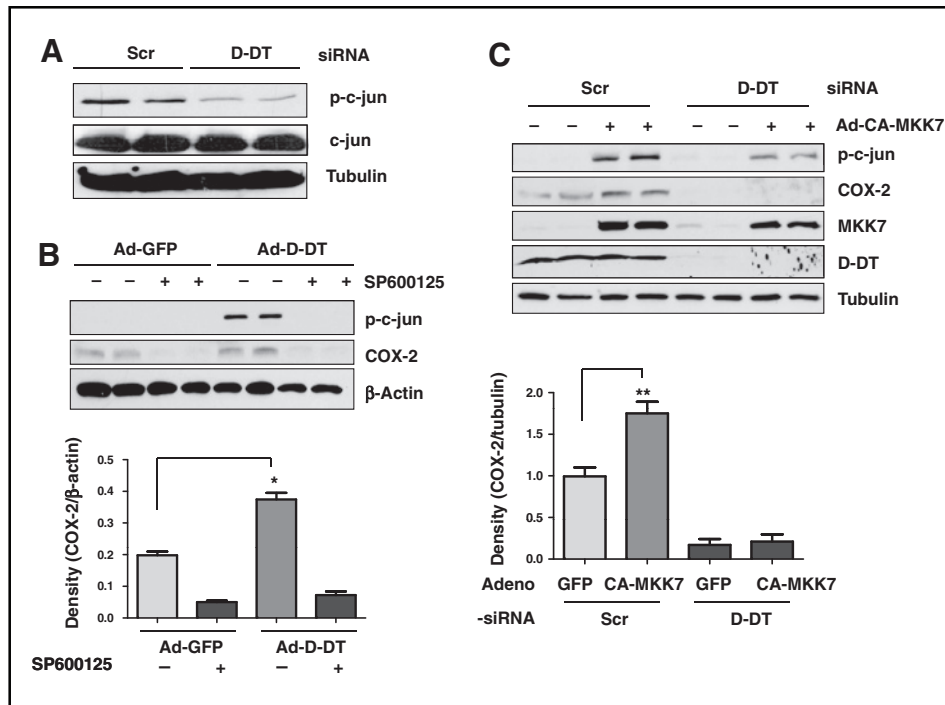 A
Scr D-DT siRNA
p-c-jun
c-jun
Tubulin
B
Ad-GFP Ad-D-DT
– – + + – – + + SP600125
p-c-jun
COX-2
β-Actin
Density (COX-2/β-actin)
0.4
0.3
0.2
0.1
0.0
*
Ad-GFP Ad-D-DT
SP600125 – + – +
C
Scr D-DT siRNA
– – + + – – + + Ad-CA-MKK7
p-c-jun
COX-2
MKK7
D-DT
Tubulin
Density (COX-2/tubulin)
2.0
1.5
1.0
0.5
0.0
**
Adeno GFP CA-MKK7 GFP CA-MKK7
-siRNA Scr D-DT